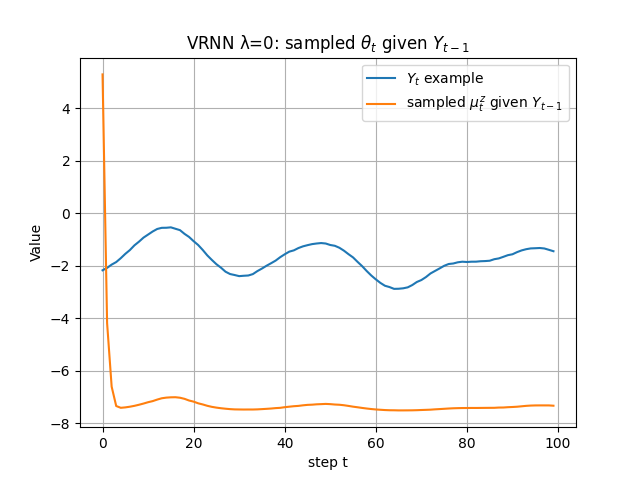 VRNN λ=0: sampled θ_t given Y_{t−1}
Y_t example
sampled μ_t^z given Y_{t−1}
Value
4
2
0
−2
−4
−6
−8
0 20 40 60 80 100
step t